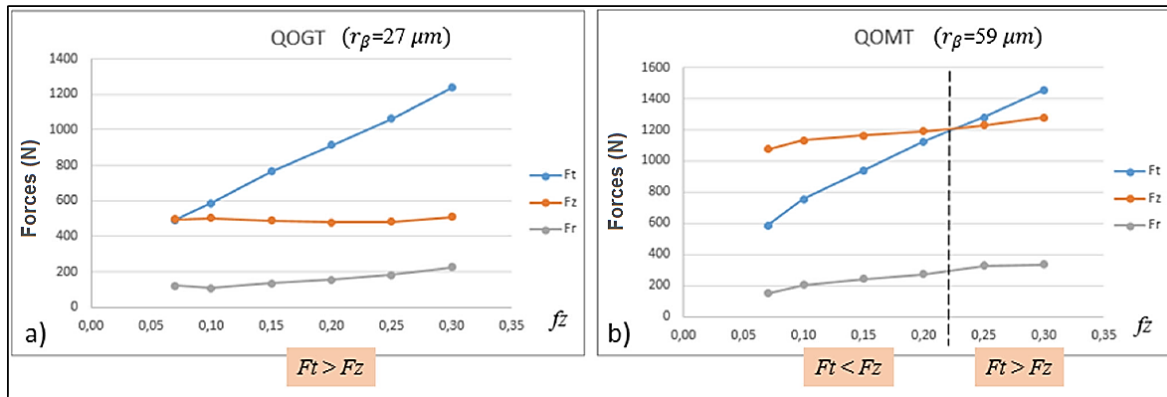 QOGT (r_β=27 μm)
1400
1200
1000
800
600
400
200
0
Forces (N)
0,00 0,05 0,10 0,15 0,20 0,25 0,30 0,35
fz
Ft
Fz
Fr
a)
Ft > Fz
QOMT (r_β=59 μm)
1600
1400
1200
1000
800
600
400
200
0
Forces (N)
0,00 0,05 0,10 0,15 0,20 0,25 0,30 0,35
fz
Ft
Fz
Fr
b)
Ft < Fz Ft > Fz